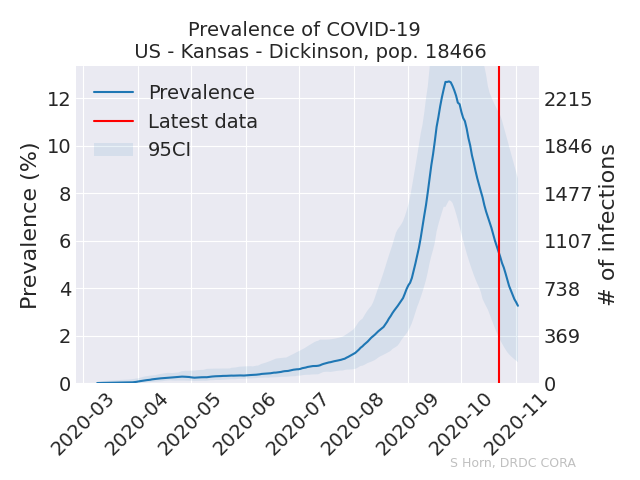 Prevalence of COVID-19
US - Kansas - Dickinson, pop. 18466
Prevalence
Latest data
95CI
Prevalence (%)
12
10
8
6
4
2
0
2215
1846
1477
1107
738
369
0
# of infections
2020-03
2020-04
2020-05
2020-06
2020-07
2020-08
2020-09
2020-10
2020-11
S Horn, DRDC CORA